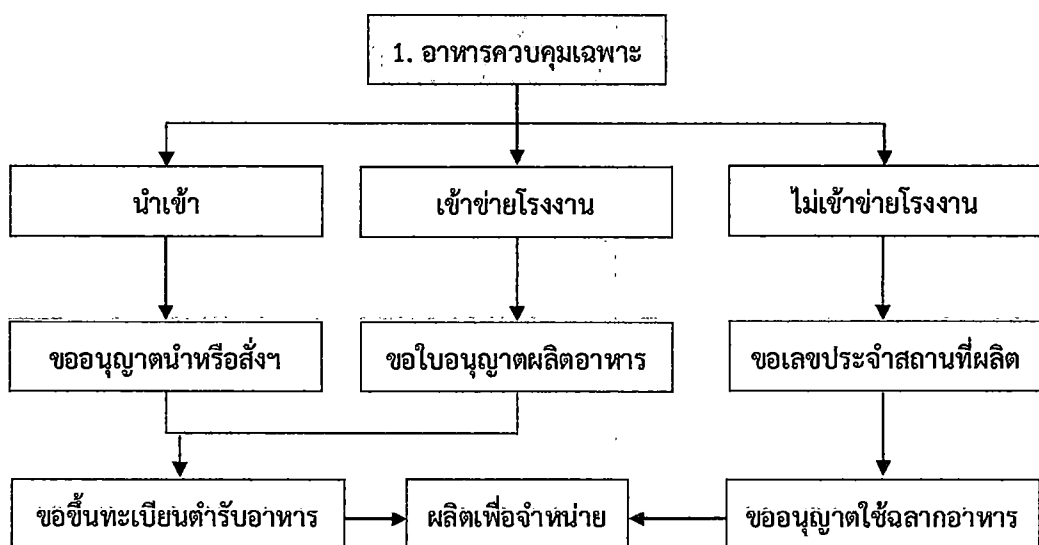 1. อาหารควบคุมเฉพาะ
นำเข้า
เข้าข่ายโรงงาน
ไม่เข้าข่ายโรงงาน
ขออนุญาตนำหรือสั่งฯ
ขอใบอนุญาตผลิตอาหาร
ขอเลขประจำสถานที่ผลิต
ขอขึ้นทะเบียนตำรับอาหาร
ผลิตเพื่อจำหน่าย
ขออนุญาตใช้ฉลากอาหาร